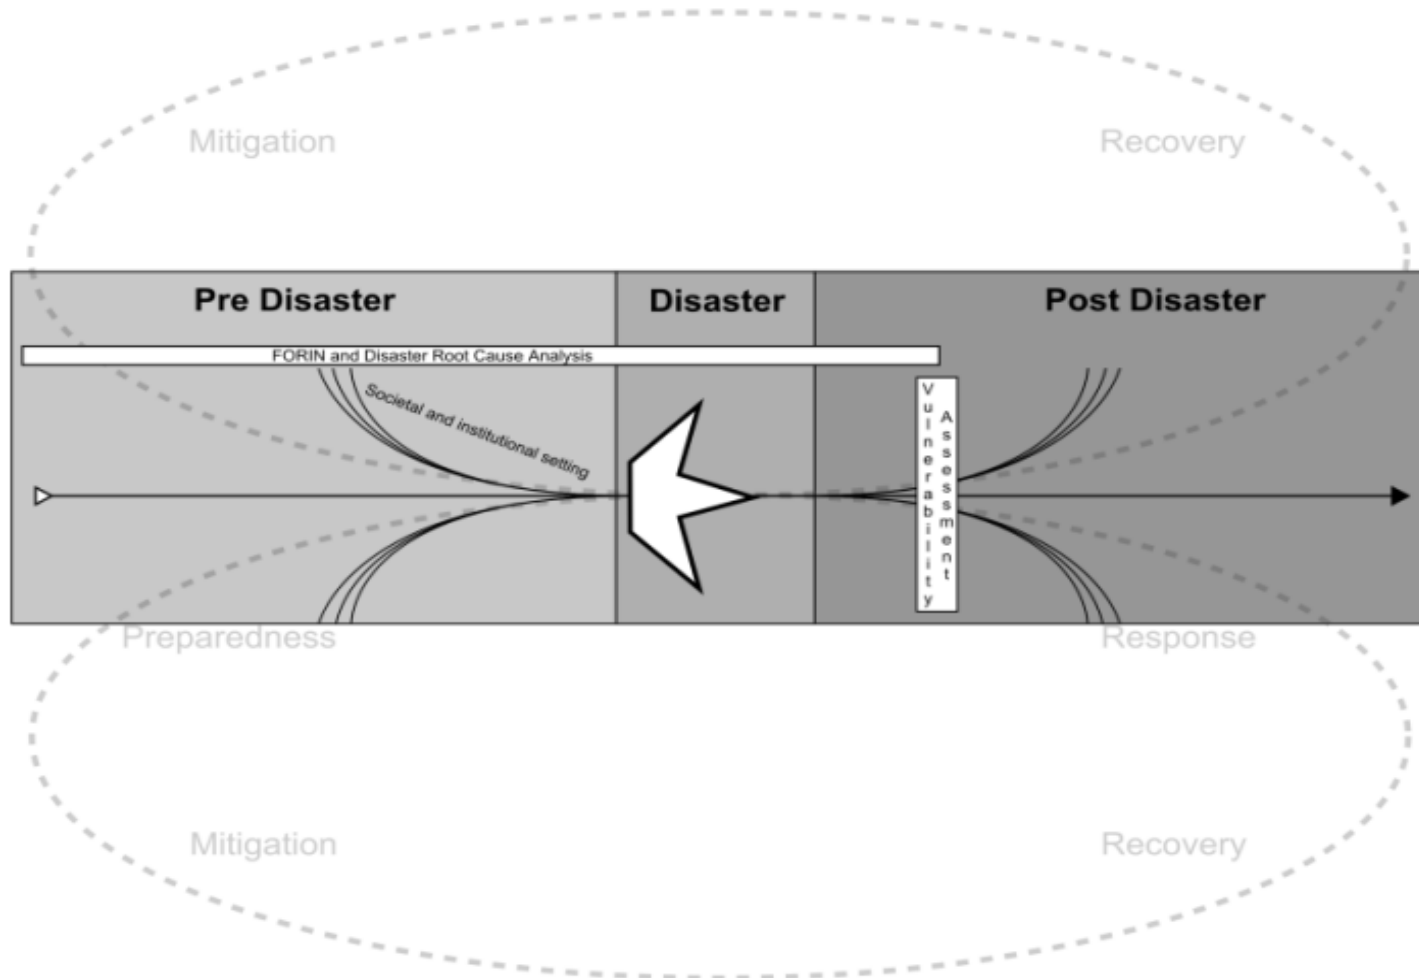 Mitigation
Recovery
Pre Disaster
Disaster
Post Disaster
FORIN and Disaster Root Cause Analysis
Societal and institutional setting
Vulnerability
Assessment
Preparedness
Response
Mitigation
Recovery